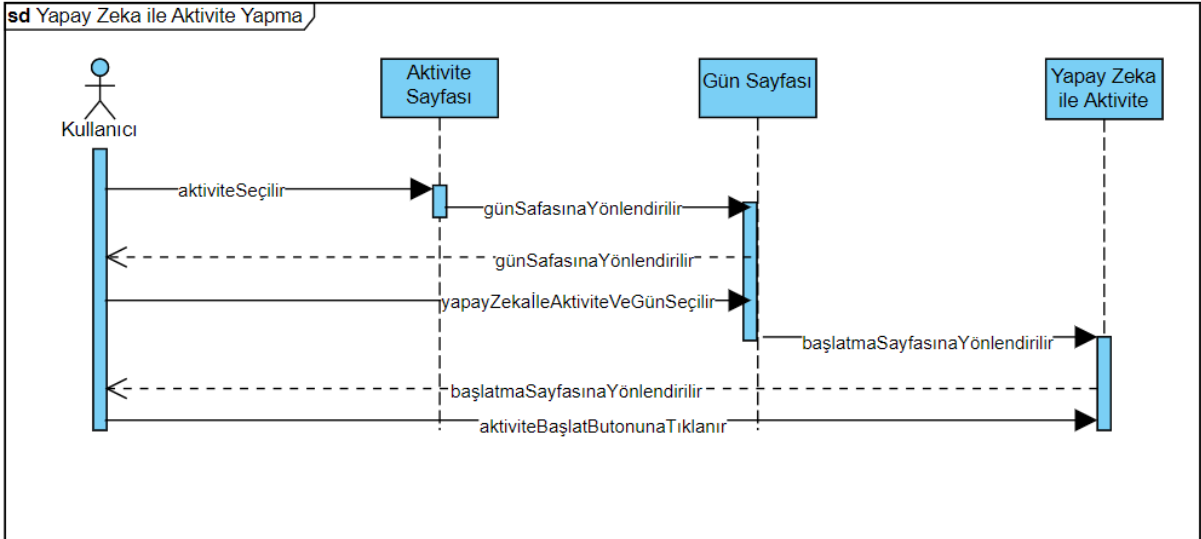 sd Yapay Zeka ile Aktivite Yapma
Kullanıcı
Aktivite
Sayfası
Gün Sayfası
Yapay Zeka
ile Aktivite
aktiviteSeçilir
günSafasınaYönlendirilir
günSafasınaYönlendirilir
yapayZekaİleAktiviteVeGünSeçilir
başlatmaSayfasınaYönlendirilir
başlatmaSayfasınaYönlendirilir
aktiviteBaşlatButonunaTıklanır